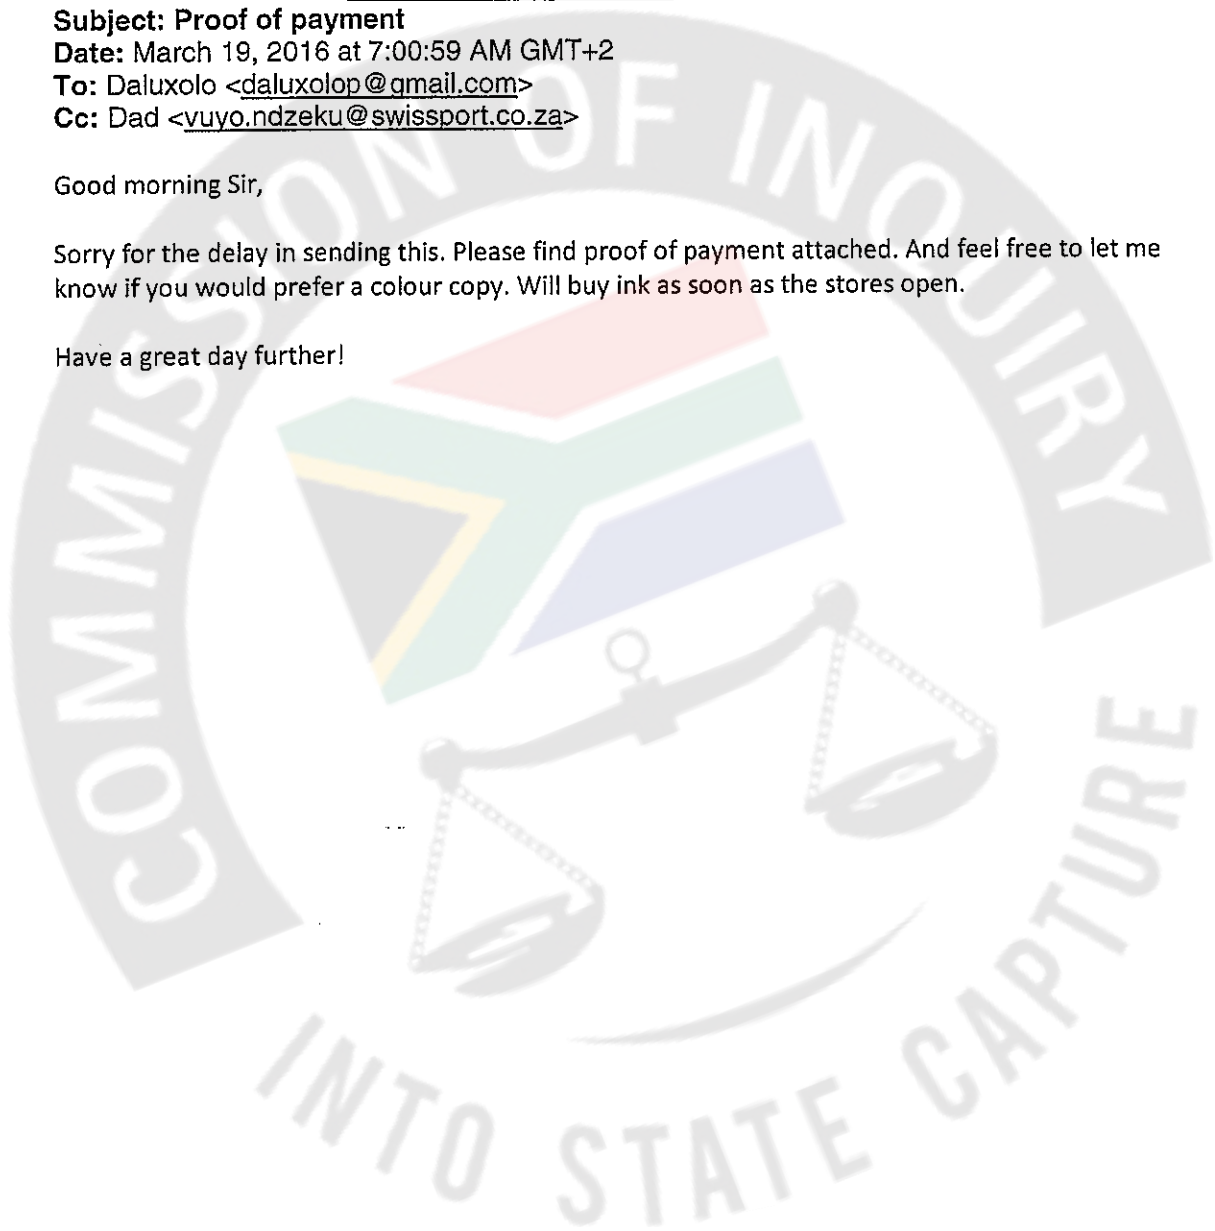 Subject: Proof of payment
Date: March 19, 2016 at 7:00:59 AM GMT+2
To: Daluxolo <daluxolop@gmail.com>
Cc: Dad <vuyo.ndzeku@swissport.co.za>
Good morning Sir,
Sorry for the delay in sending this. Please find proof of payment attached. And feel free to let me
know if you would prefer a colour copy. Will buy ink as soon as the stores open.
Have a great day further!
COMMISSION OF INQUIRY
INTO STATE CAPTURE